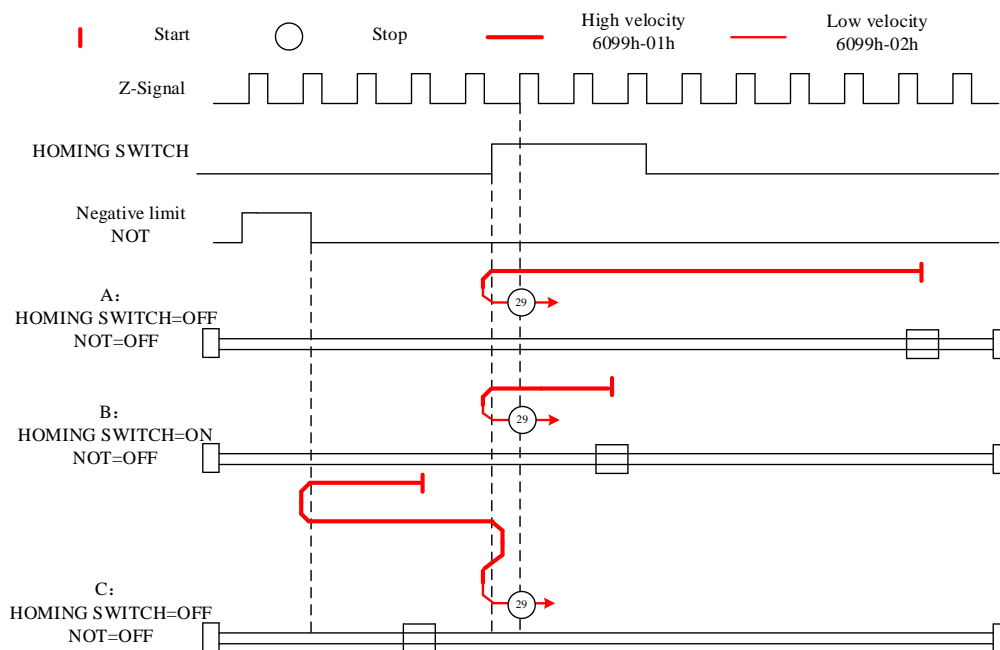 Start
Stop
High velocity
6099h-01h
Low velocity
6099h-02h
Z-Signal
HOMING SWITCH
Negative limit
NOT
A：
HOMING SWITCH=OFF
NOT=OFF
29
B：
HOMING SWITCH=ON
NOT=OFF
29
C：
HOMING SWITCH=OFF
NOT=OFF
29